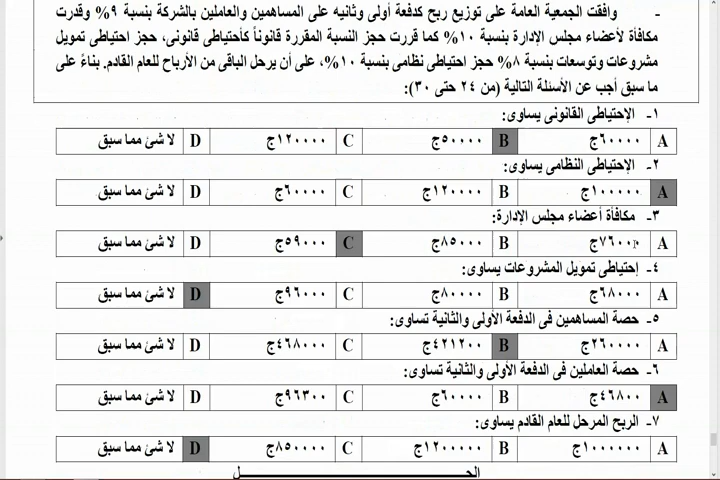 - وافقت الجمعية العامة على توزيع ربح كدفعة أولى وثانيه على المساهمين والعاملين بالشركة بنسبة ٩% وقدرت
مكافأة لأعضاء مجلس الإدارة بنسبة ١٠% كما قررت حجز النسبة المقررة قانوناً كأحتياطى قانونى، حجز احتياطى تمويل
مشروعات وتوسعات بنسبة ٨% حجز احتياطى نظامى بنسبة ١٠%، على أن يرحل الباقى من الأرباح للعام القادم. بناءً على
ما سبق أجب عن الأسئلة التالية (من ٢٤ حتى ٣٠):
١- الإحتياطى القانونى يساوى:
A ٦٠٠٠٠ج B ٥٠٠٠٠ج C ١٢٠٠٠٠ج D لا شئ مما سبق
٢- الإحتياطى النظامى يساوى:
A ١٠٠٠٠٠ج B ١٢٠٠٠٠ج C ٦٠٠٠٠ج D لا شئ مما سبق
٣- مكافأة أعضاء مجلس الإدارة:
A ٧٦٠٠٠ج B ٨٥٠٠٠ج C ٥٩٠٠٠ج D لا شئ مما سبق
٤- إحتياطى تمويل المشروعات يساوى:
A ٦٨٠٠٠ج B ٨٠٠٠٠ج C ٩٦٠٠٠ج D لا شئ مما سبق
٥- حصة المساهمين فى الدفعة الأولى والثانية تساوى:
A ٢٦٠٠٠٠ج B ٤٢١٢٠٠ج C ٤٦٨٠٠٠ج D لا شئ مما سبق
٦- حصة العاملين فى الدفعة الأولى والثانية تساوى:
A ٤٦٨٠٠ج B ٦٠٠٠٠ج C ٩٦٣٠٠ج D لا شئ مما سبق
٧- الربح المرحل للعام القادم يساوى:
A ١٠٠٠٠٠٠ج B ١٢٠٠٠٠٠ج C ٨٥٠٠٠٠ج D لا شئ مما سبق
الحـــــــــــــــل